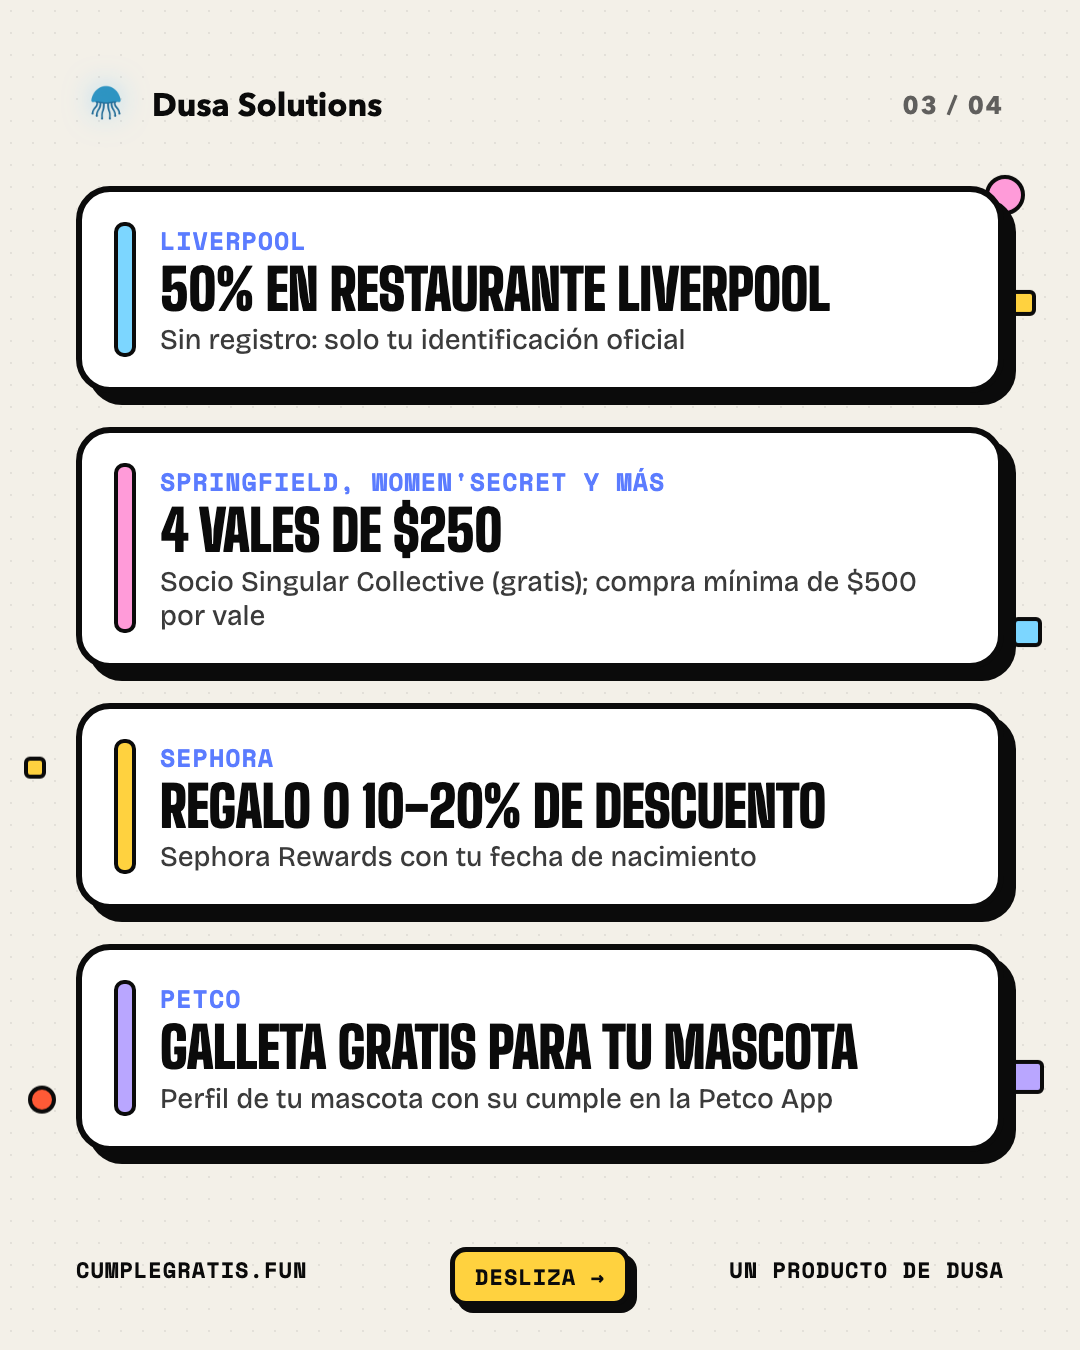 Dusa Solutions
03 / 04
LIVERPOOL
50% EN RESTAURANTE LIVERPOOL
Sin registro: solo tu identificación oficial
SPRINGFIELD, WOMEN'SECRET Y MÁS
4 VALES DE $250
Socio Singular Collective (gratis); compra mínima de $500
por vale
SEPHORA
REGALO O 10–20% DE DESCUENTO
Sephora Rewards con tu fecha de nacimiento
PETCO
GALLETA GRATIS PARA TU MASCOTA
Perfil de tu mascota con su cumple en la Petco App
CUMPLEGRATIS.FUN
DESLIZA →
UN PRODUCTO DE DUSA